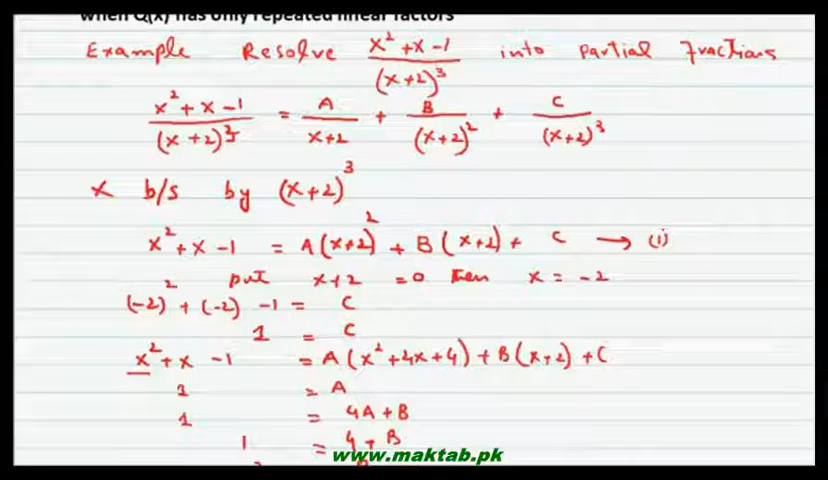 when Q(x) has only repeated linear factors
Example Resolve (x² + x - 1)/(x+2)³ into Partial Fractions
(x² + x - 1)/(x+2)³ = A/(x+2) + B/(x+2)² + C/(x+2)³
× b/s by (x+2)³
x² + x - 1 = A(x+2)² + B(x+2) + C → (i)
put x+2 = 0 then x = -2
(-2)² + (-2) - 1 = C
1 = C
x² + x - 1 = A(x² + 4x + 4) + B(x+2) + C
1 = A
1 = 4A + B
1 = 4 + B
www.maktab.pk